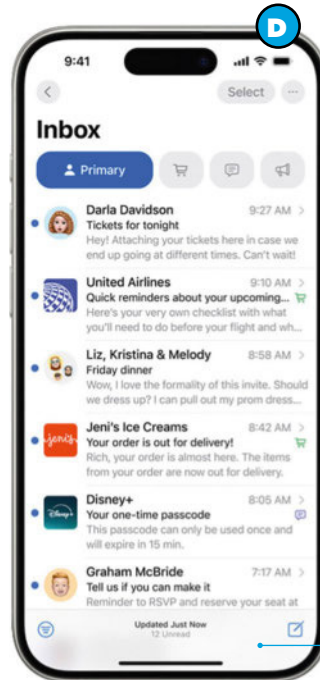 D
9:41
Select
Inbox
Primary
Darla Davidson 9:27 AM
Tickets for tonight
Hey! Attaching your tickets here in case we
end up going at different times. Can't wait!
United Airlines 9:10 AM
Quick reminders about your upcoming...
Here's your very own checklist with what
you'll need to do before your flight and wh...
Liz, Kristina & Melody 8:58 AM
Friday dinner
Wow, I love the formality of this invite. Should
we dress up? I can pull out my prom dress...
jeni's
Jeni's Ice Creams 8:42 AM
Your order is out for delivery!
Rich, your order is almost here. The items
from your order are now out for delivery.
Disney+
Disney+ 8:05 AM
Your one-time passcode
This passcode can only be used once and
will expire in 15 min.
Graham McBride 7:17 AM
Tell us if you can make it
Reminder to RSVP and reserve your seat at
Updated Just Now
12 Unread